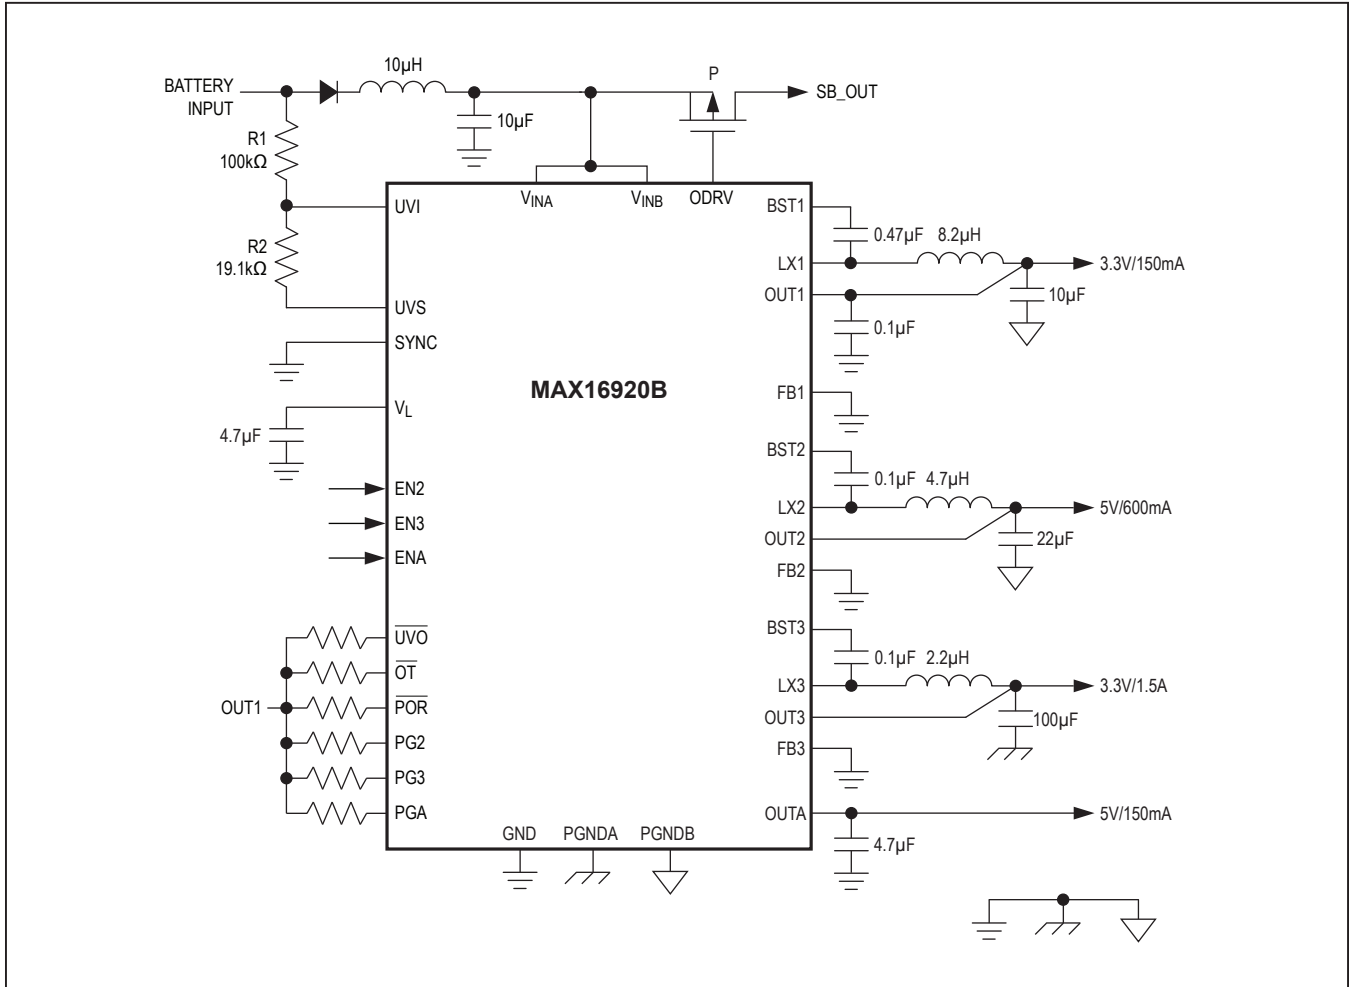 10µH
P
BATTERY
INPUT
SB_OUT
10µF
R1
100kΩ
VINA
VINB
ODRV
UVI
BST1
R2
19.1kΩ
0.47µF
8.2µH
LX1
3.3V/150mA
OUT1
10µF
UVS
0.1µF
SYNC
MAX16920B
FB1
VL
4.7µF
BST2
0.1µF
4.7µH
EN2
LX2
5V/600mA
EN3
OUT2
22µF
ENA
FB2
BST3
UVO
0.1µF
2.2µH
OT
LX3
3.3V/1.5A
OUT1
POR
OUT3
100µF
PG2
FB3
PG3
PGA
OUTA
5V/150mA
GND
PGNDA
PGNDB
4.7µF